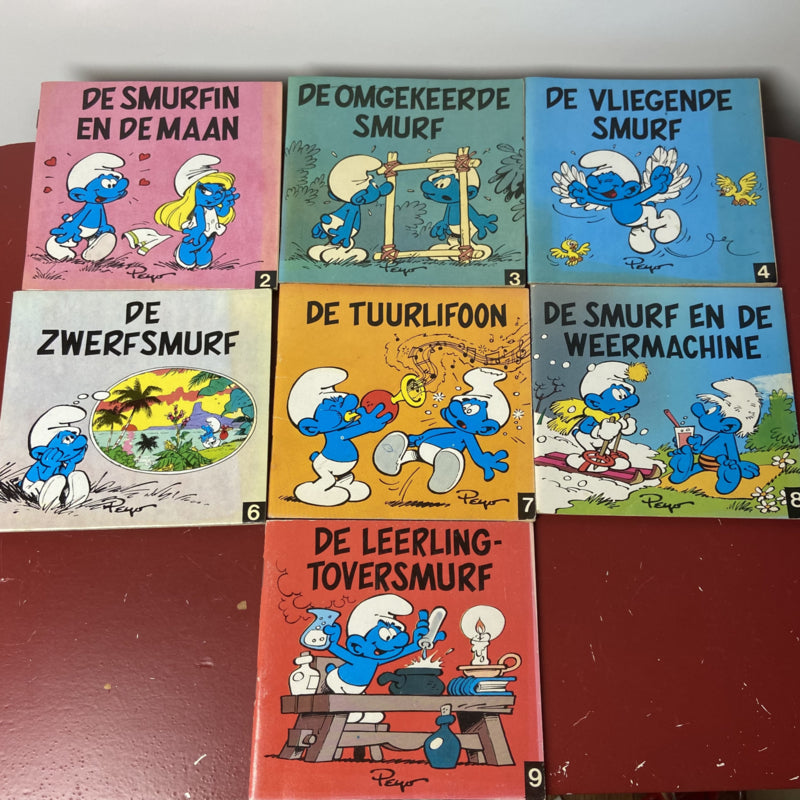 DE SMURFIN
EN DE MAAN
Peyo
2
DE OMGEKEERDE
SMURF
Peyo
3
DE VLIEGENDE
SMURF
Peyo
4
DE
ZWERFSMURF
Peyo
6
DE TUURLIFOON
Peyo
7
DE SMURF EN DE
WEERMACHINE
Peyo
8
DE LEERLING-
TOVERSMURF
Peyo
9